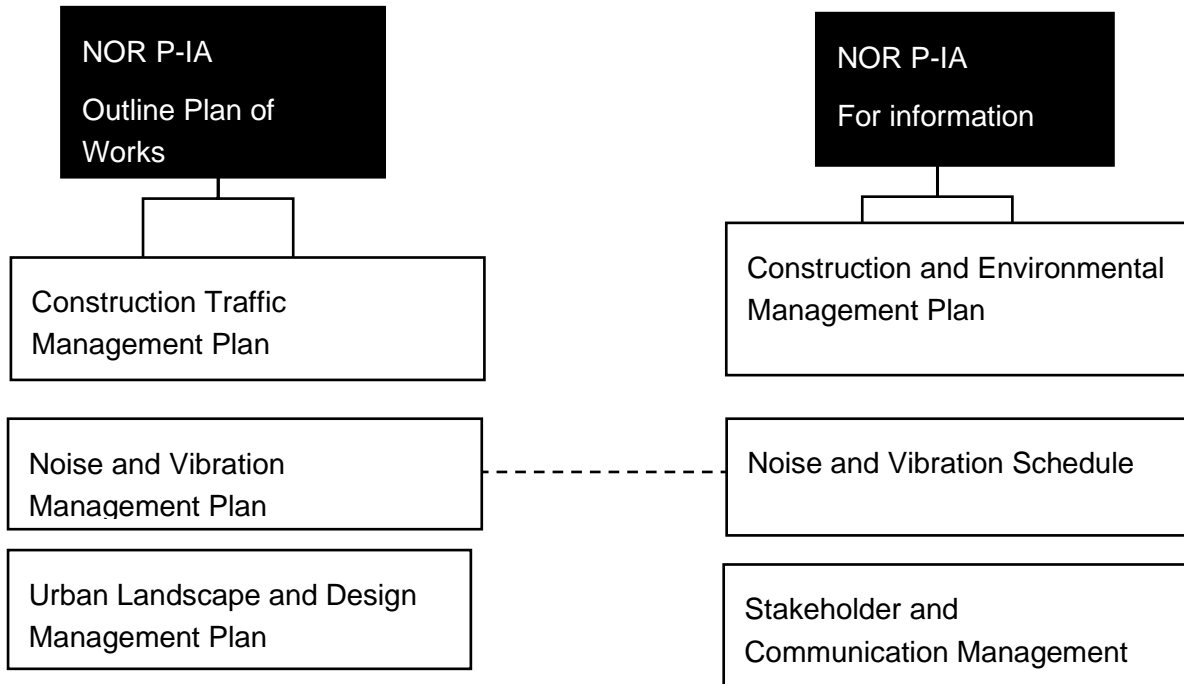 NOR P-IA
Outline Plan of
Works
Construction Traffic
Management Plan
Noise and Vibration
Management Plan
Urban Landscape and Design
Management Plan
NOR P-IA
For information
Construction and Environmental
Management Plan
Noise and Vibration Schedule
Stakeholder and
Communication Management